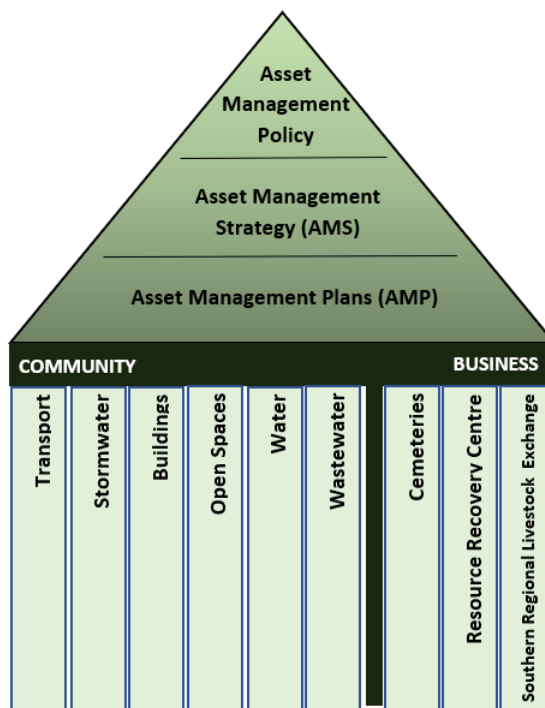 Asset
Management
Policy
Asset Management
Strategy (AMS)
Asset Management Plans (AMP)
COMMUNITY
BUSINESS
Transport
Stormwater
Buildings
Open Spaces
Water
Wastewater
Cemeteries
Resource Recovery Centre
Southern Regional Livestock Exchange